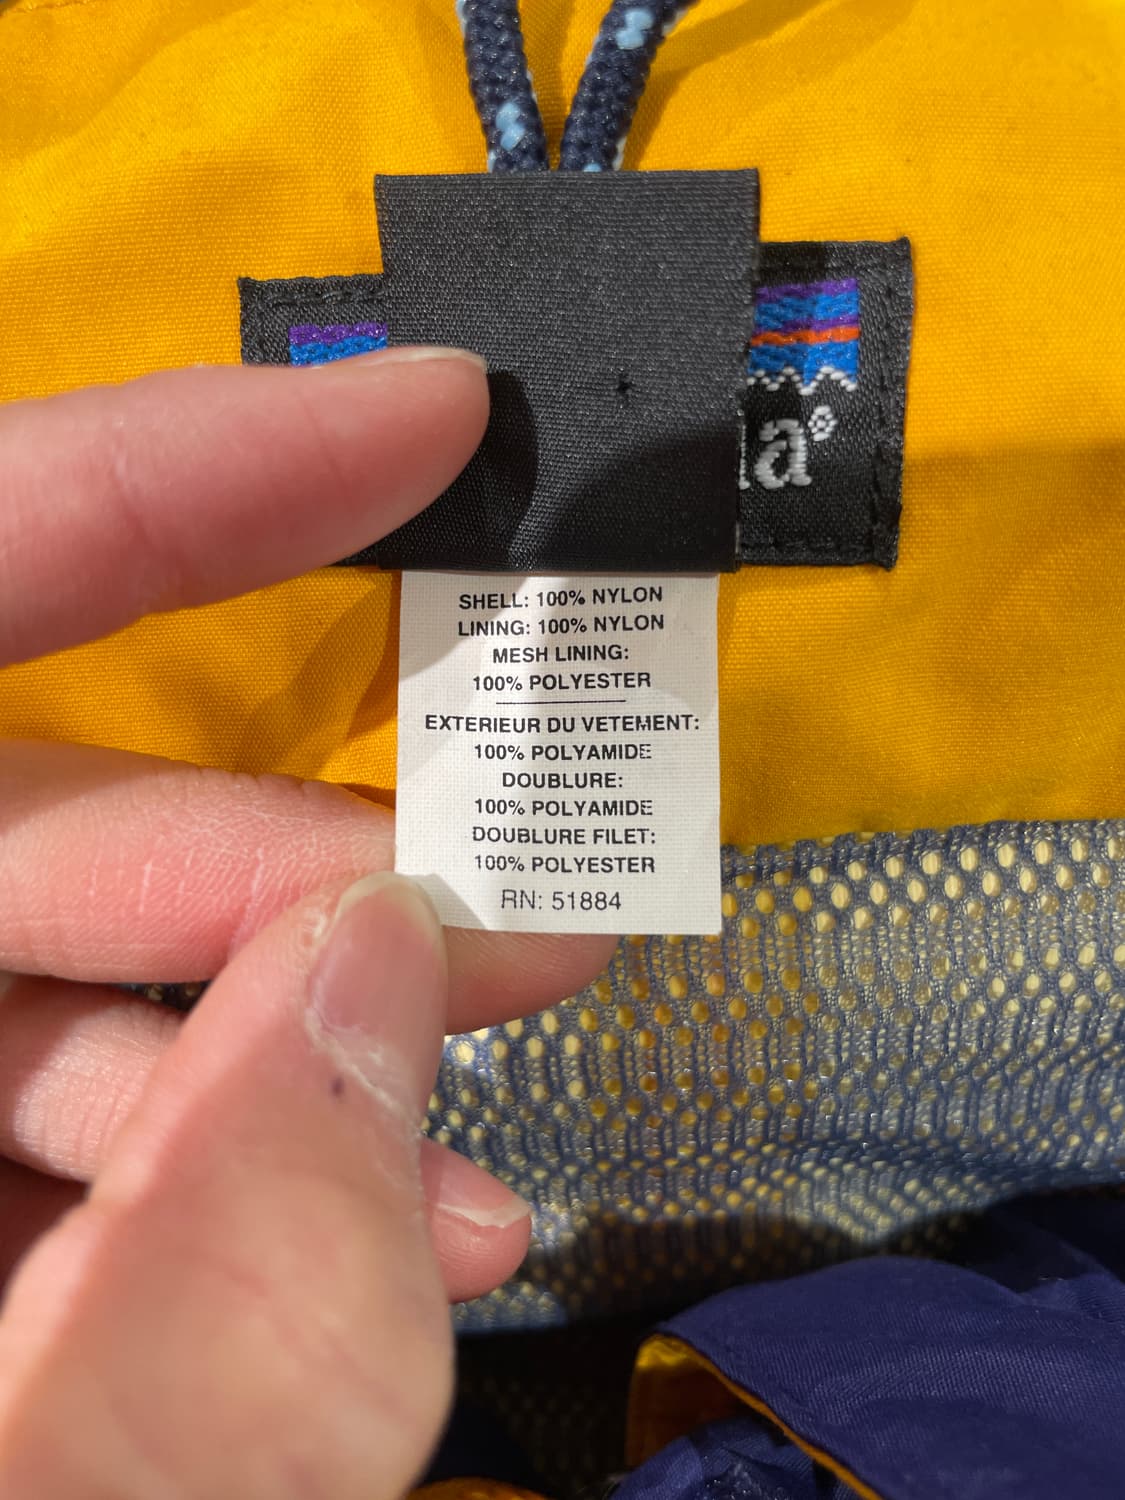 a®
SHELL: 100% NYLON
LINING: 100% NYLON
MESH LINING:
100% POLYESTER
EXTERIEUR DU VETEMENT:
100% POLYAMIDE
DOUBLURE:
100% POLYAMIDE
DOUBLURE FILET:
100% POLYESTER
RN: 51884